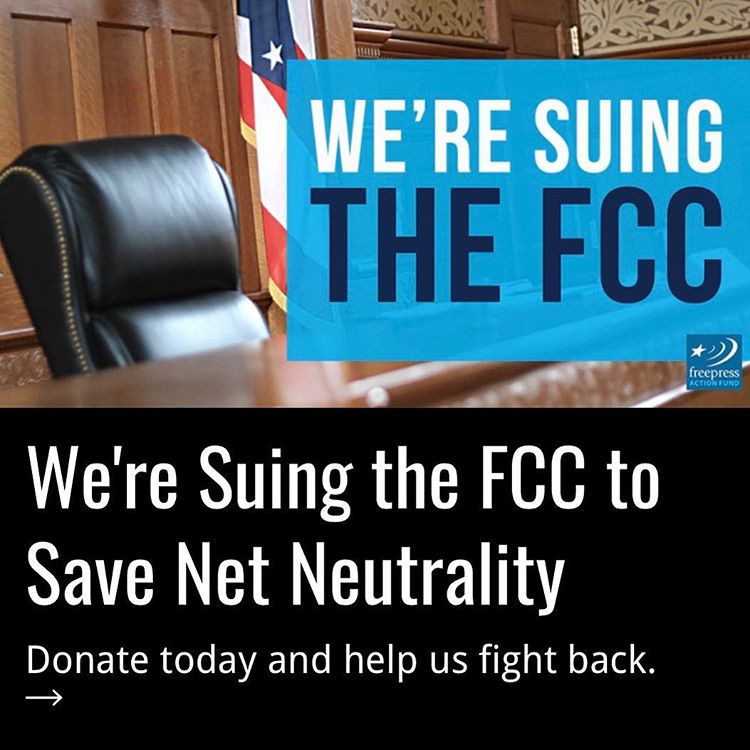 WE'RE SUING
THE FCC
freepress
ACTION FUND
We're Suing the FCC to
Save Net Neutrality
Donate today and help us fight back.
→